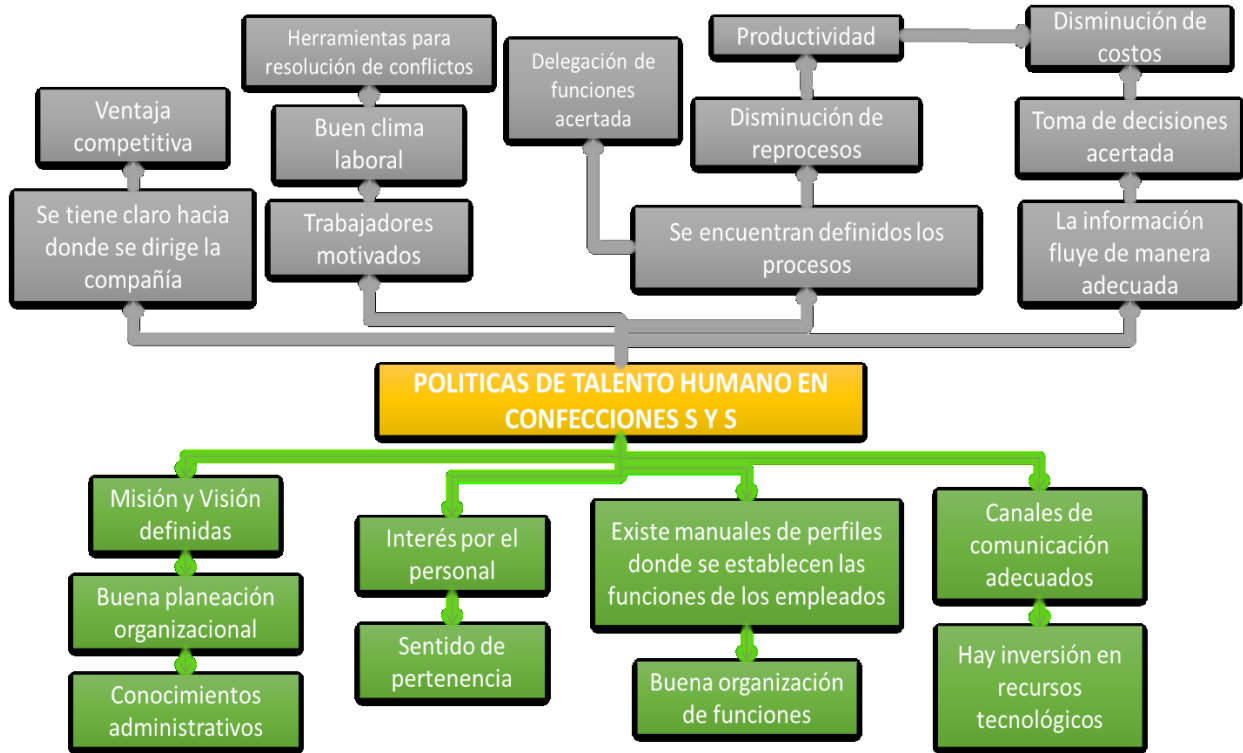 Herramientas para
resolución de conflictos
Productividad
Disminución de
costos
Delegación de
funciones
acertada
Ventaja
competitiva
Buen clima
laboral
Disminución de
reprocesos
Toma de decisiones
acertada
Se tiene claro hacia
donde se dirige la
compañía
Trabajadores
motivados
Se encuentran definidos los
procesos
La información
fluye de manera
adecuada
POLITICAS DE TALENTO HUMANO EN
CONFECCIONES S Y S
Misión y Visión
definidas
Interés por el
personal
Existe manuales de perfiles
donde se establecen las
funciones de los empleados
Canales de
comunicación
adecuados
Buena planeación
organizacional
Sentido de
pertenencia
Buena organización
de funciones
Hay inversión en
recursos
tecnológicos
Conocimientos
administrativos